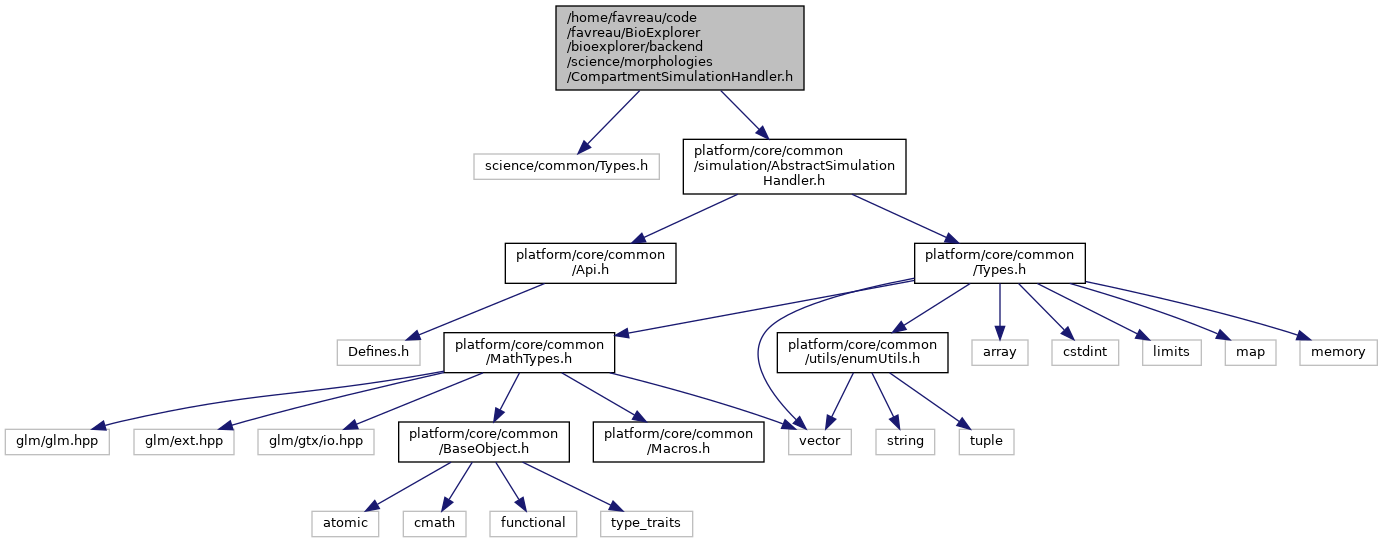 /home/favreau/code
/favreau/BioExplorer
/bioexplorer/backend
/science/morphologies
/CompartmentSimulationHandler.h
science/common/Types.h
platform/core/common
/simulation/AbstractSimulation
Handler.h
platform/core/common
/Api.h
platform/core/common
/Types.h
Defines.h
platform/core/common
/MathTypes.h
platform/core/common
/utils/enumUtils.h
array
cstdint
limits
map
memory
glm/glm.hpp
glm/ext.hpp
glm/gtx/io.hpp
platform/core/common
/BaseObject.h
platform/core/common
/Macros.h
vector
string
tuple
atomic
cmath
functional
type_traits